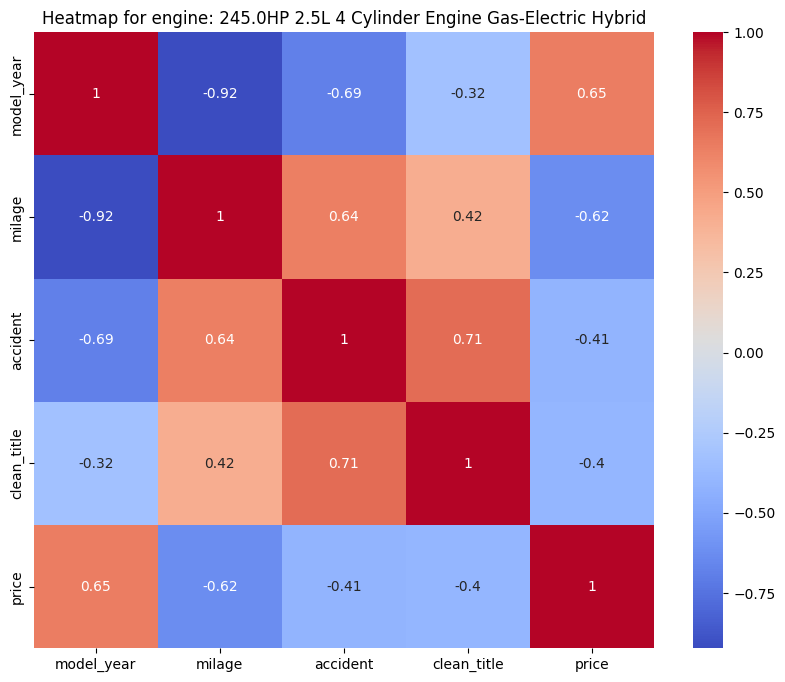 Heatmap for engine: 245.0HP 2.5L 4 Cylinder Engine Gas-Electric Hybrid
model_year 1 -0.92 -0.69 -0.32 0.65
milage -0.92 1 0.64 0.42 -0.62
accident -0.69 0.64 1 0.71 -0.41
clean_title -0.32 0.42 0.71 1 -0.4
price 0.65 -0.62 -0.41 -0.4 1
model_year milage accident clean_title price
1.00
0.75
0.50
0.25
0.00
−0.25
−0.50
−0.75